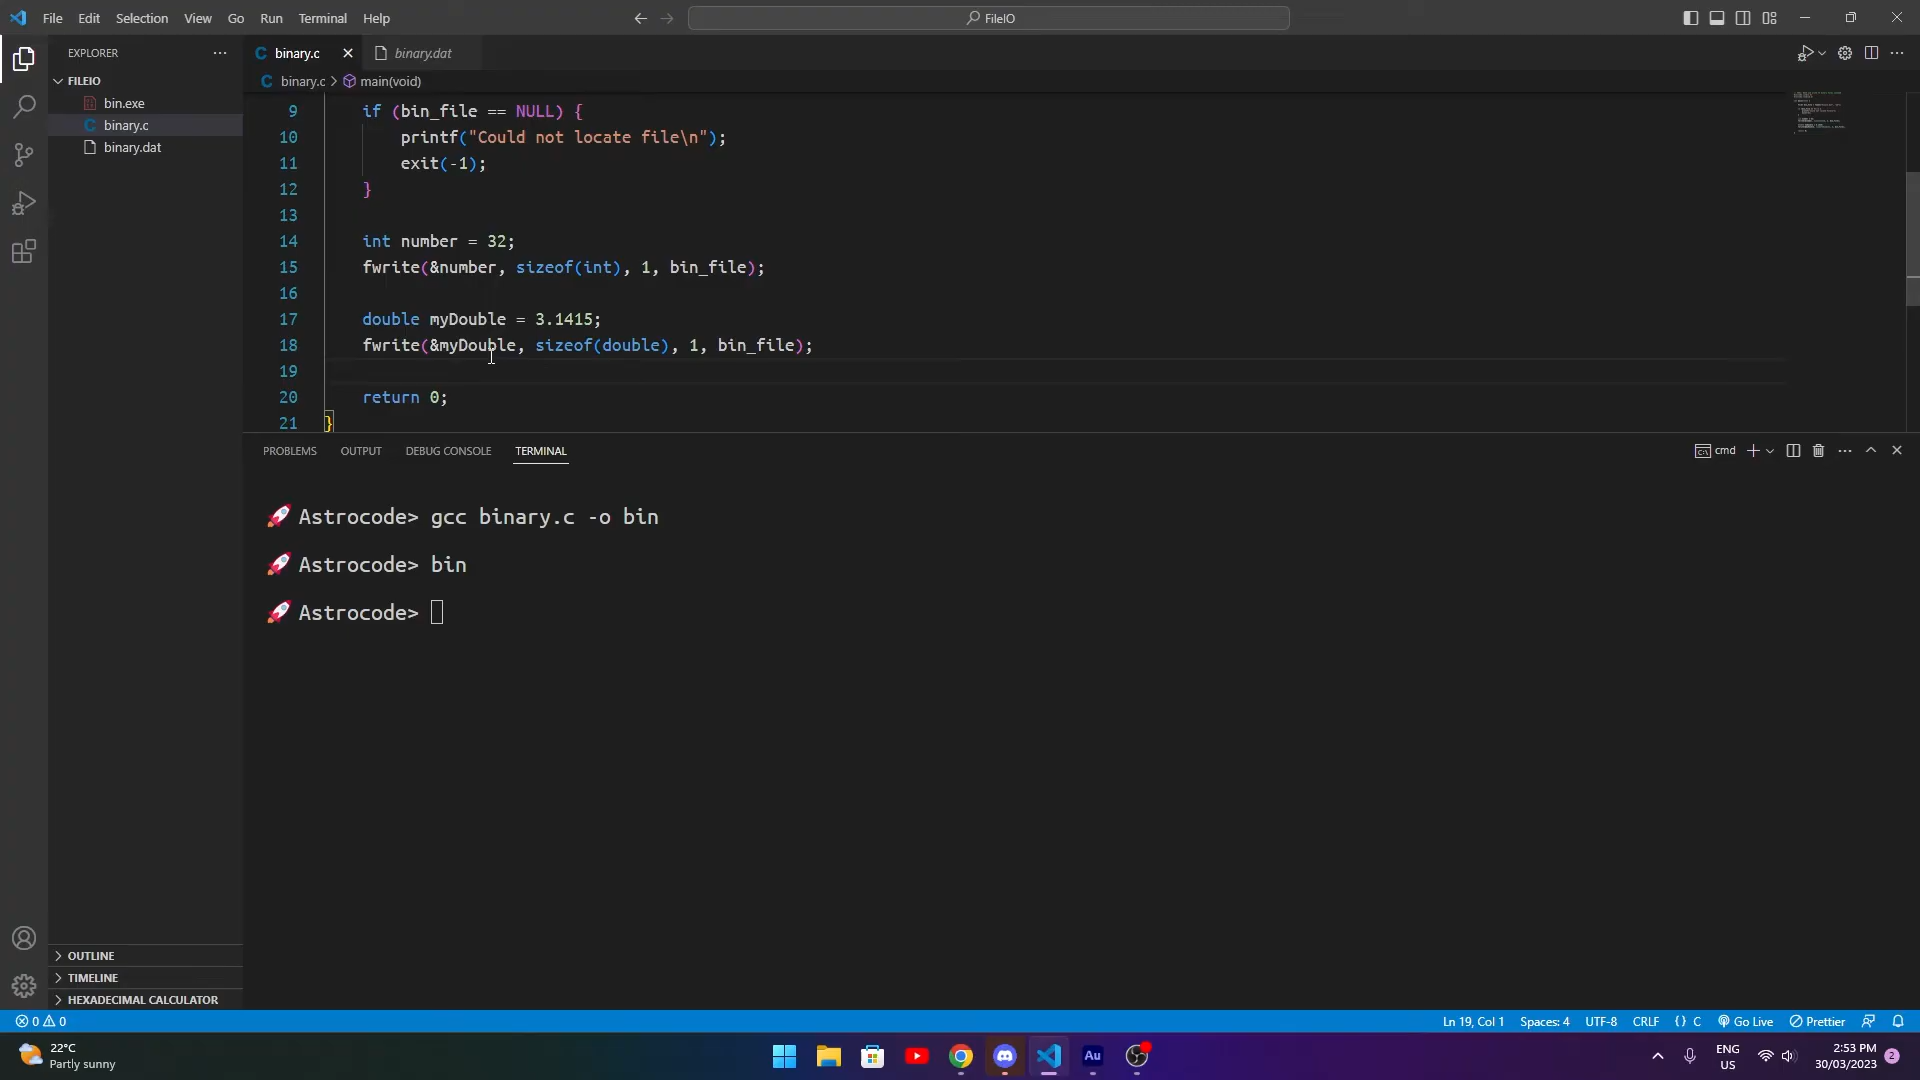 File Edit Selection View Go Run Terminal Help
FileIO
EXPLORER
FILEIO
bin.exe
binary.c
binary.dat
OUTLINE
TIMELINE
HEXADECIMAL CALCULATOR
binary.c
binary.dat
binary.c > main(void)
9 if (bin_file == NULL) {
10 printf("Could not locate file\n");
11 exit(-1);
12 }
13
14 int number = 32;
15 fwrite(&number, sizeof(int), 1, bin_file);
16
17 double myDouble = 3.1415;
18 fwrite(&myDouble, sizeof(double), 1, bin_file);
19
20 return 0;
21 }
PROBLEMS OUTPUT DEBUG CONSOLE TERMINAL
cmd
🚀 Astrocode> gcc binary.c -o bin
🚀 Astrocode> bin
🚀 Astrocode>
0 0
Ln 19, Col 1 Spaces: 4 UTF-8 CRLF {} C Go Live Prettier
22°C
Partly sunny
Au
ENG
US
2:53 PM
30/03/2023
2